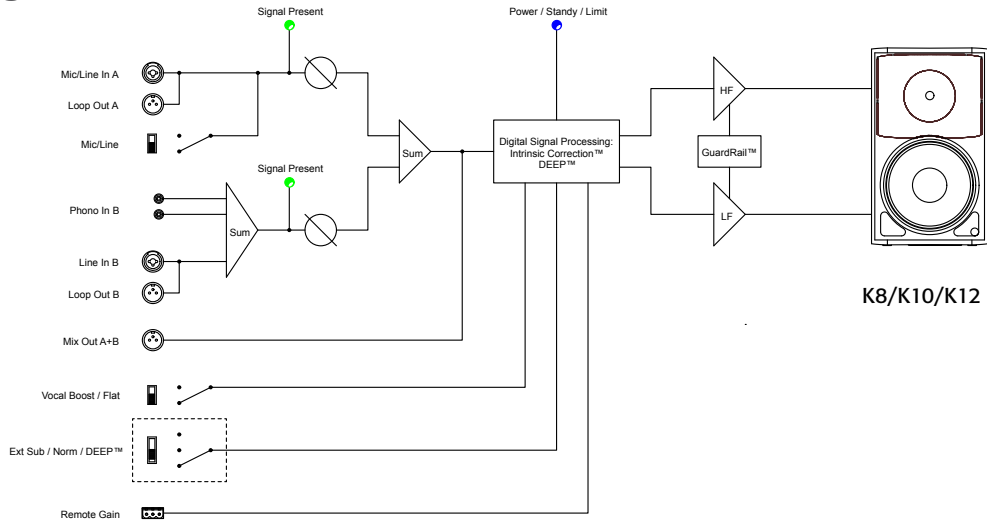 Signal Present
Power / Standy / Limit
Mic/Line In A
Loop Out A
Mic/Line
HF
Digital Signal Processing:
Intrinsic Correction™
DEEP™
Sum
GuardRail™
Signal Present
Phono In B
Sum
LF
Line In B
Loop Out B
K8/K10/K12
Mix Out A+B
Vocal Boost / Flat
Ext Sub / Norm / DEEP™
Remote Gain